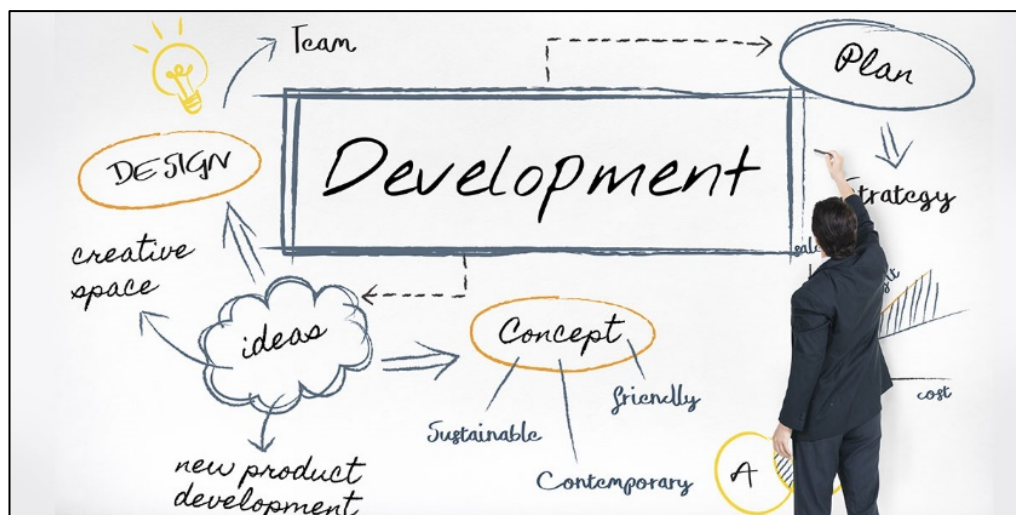 Team
Plan
Development
DESIGN
Strategy
creative
space
ideas
Concept
friendly
cost
Sustainable
new product
development
Contemporary
A